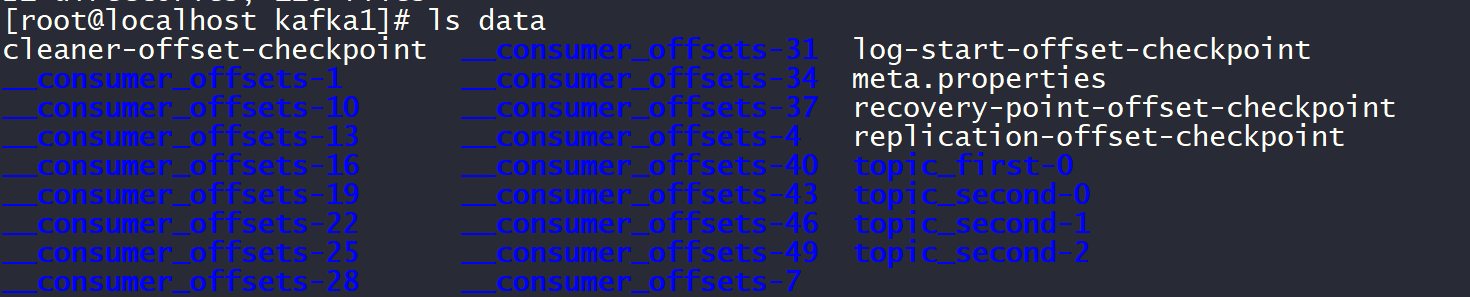 [root@localhost kafka1]# ls data
cleaner-offset-checkpoint  __consumer_offsets-31  log-start-offset-checkpoint
__consumer_offsets-1       __consumer_offsets-34  meta.properties
__consumer_offsets-10      __consumer_offsets-37  recovery-point-offset-checkpoint
__consumer_offsets-13      __consumer_offsets-4   replication-offset-checkpoint
__consumer_offsets-16      __consumer_offsets-40  topic_first-0
__consumer_offsets-19      __consumer_offsets-43  topic_second-0
__consumer_offsets-22      __consumer_offsets-46  topic_second-1
__consumer_offsets-25      __consumer_offsets-49  topic_second-2
__consumer_offsets-28      __consumer_offsets-7